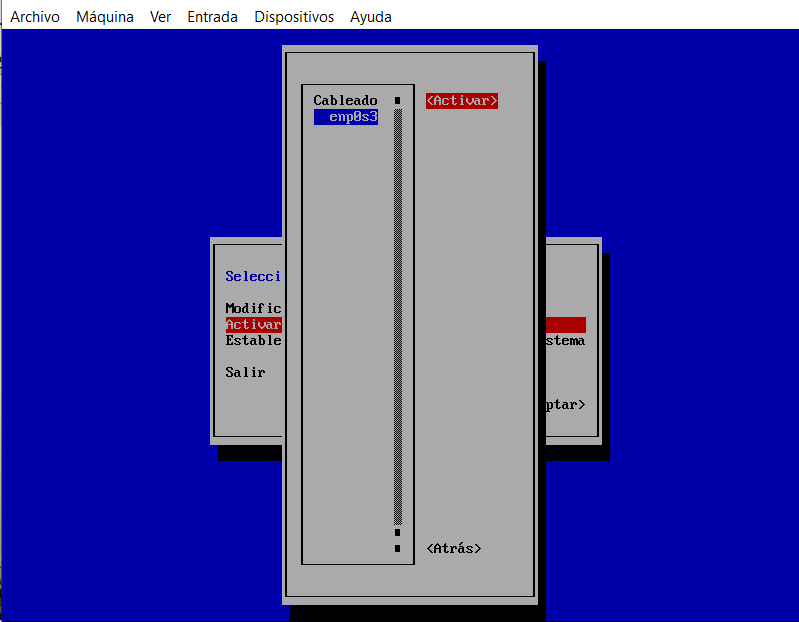 Archivo Máquina Ver Entrada Dispositivos Ayuda
Cableado <Activar>
enp0s3
Selecci
Modific
Activar
Estable stema
Salir
ptar>
<Atrás>